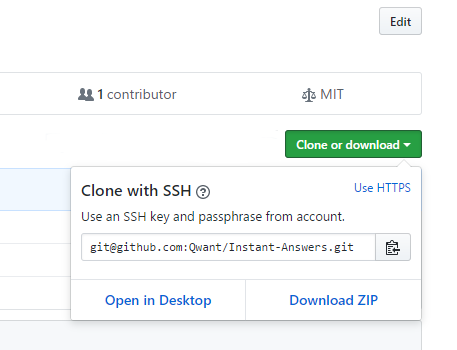 Edit
1 contributor
MIT
Clone or download
Clone with SSH
Use HTTPS
Use an SSH key and passphrase from account.
git@github.com:Qwant/Instant-Answers.git
Open in Desktop
Download ZIP